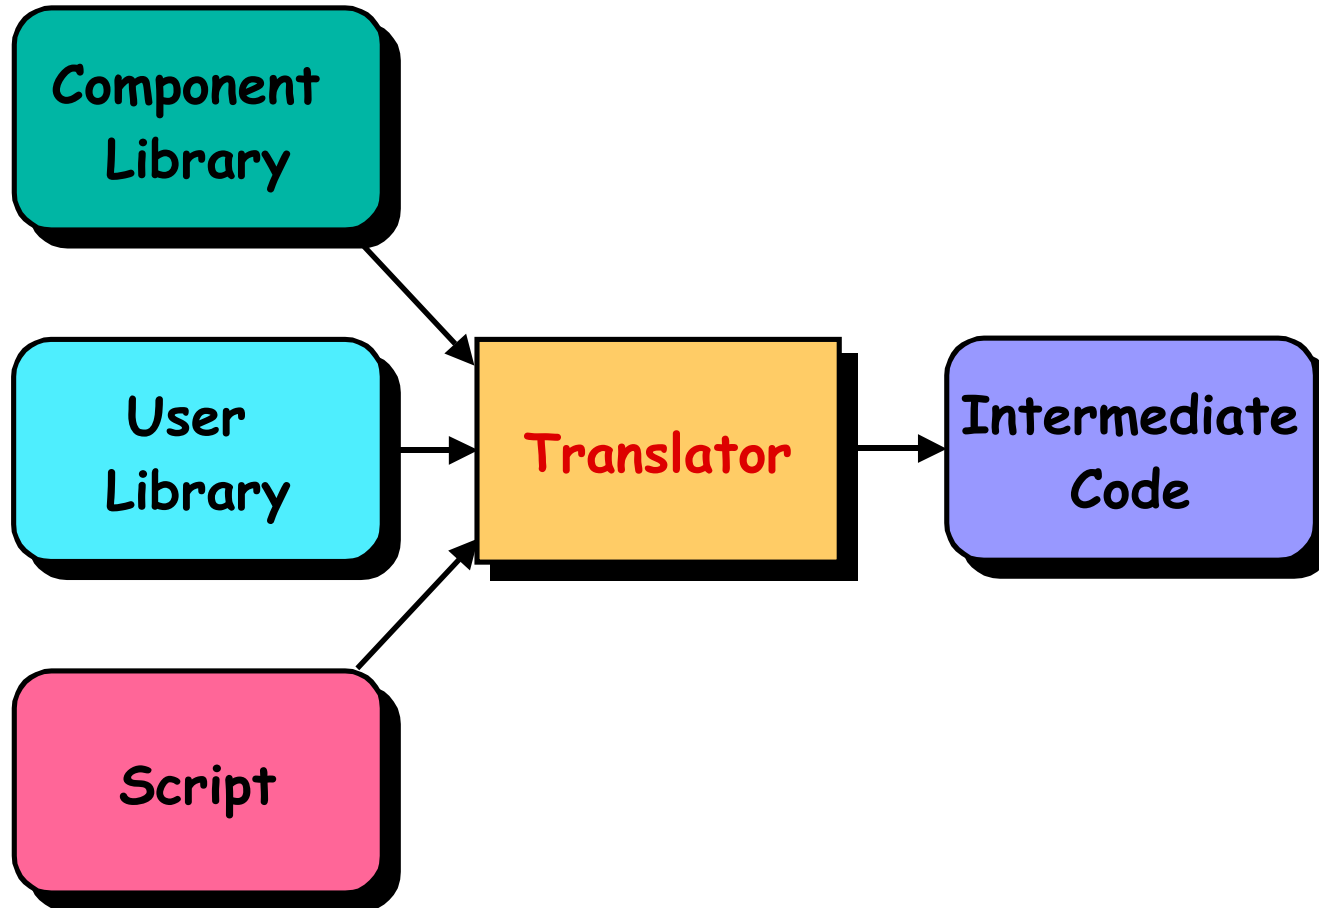 Component
Library
User
Library
Translator
Intermediate
Code
Script